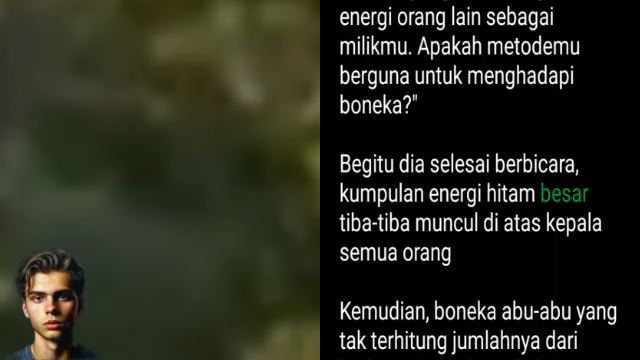 energi orang lain sebagai
milikmu. Apakah metodemu
berguna untuk menghadapi
boneka?"
Begitu dia selesai berbicara,
kumpulan energi hitam besar
tiba-tiba muncul di atas kepala
semua orang
Kemudian, boneka abu-abu yang
tak terhitung jumlahnya dari